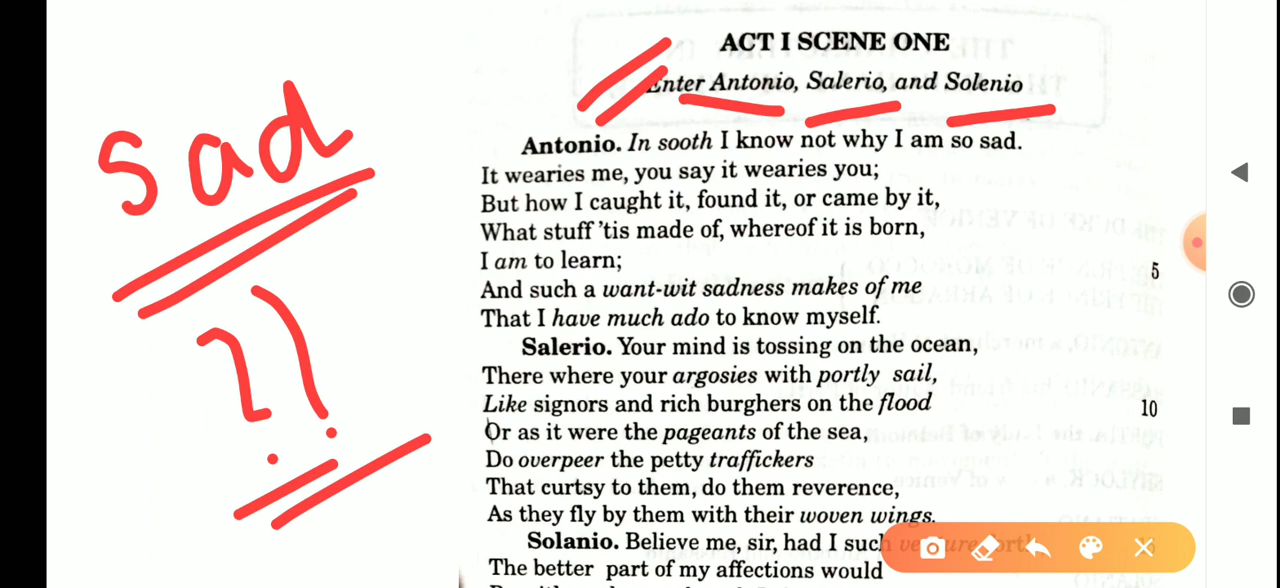 sad
??
ACT I SCENE ONE
Enter Antonio, Salerio, and Solenio
Antonio. In sooth I know not why I am so sad.
It wearies me, you say it wearies you;
But how I caught it, found it, or came by it,
What stuff 'tis made of, whereof it is born,
I am to learn;
5
And such a want-wit sadness makes of me
That I have much ado to know myself.
Salerio. Your mind is tossing on the ocean,
There where your argosies with portly sail,
Like signors and rich burghers on the flood
10
Or as it were the pageants of the sea,
Do overpeer the petty traffickers
That curtsy to them, do them reverence,
As they fly by them with their woven wings.
Solanio. Believe me, sir, had I such venture forth
The better part of my affections would